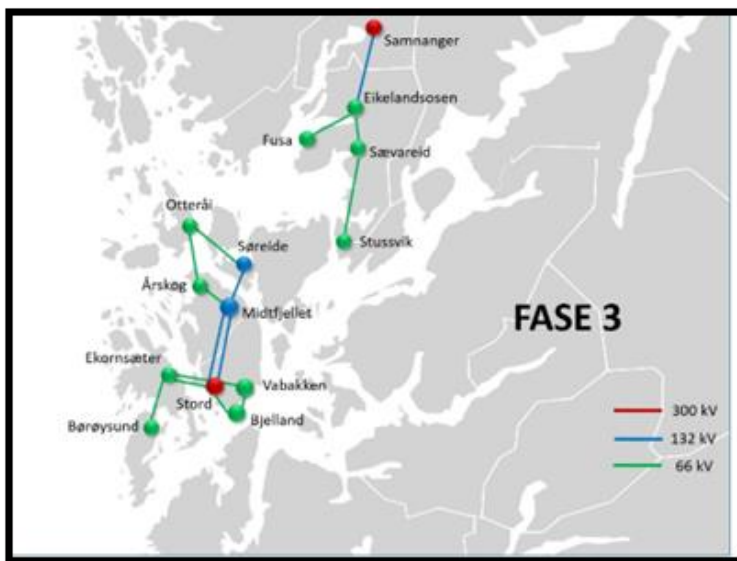 Samnanger
Eikelandsosen
Fusa
Sævareid
Otteråi
Stussvik
Søreide
Årskog
Midtfjellet
FASE 3
Ekornsæter
Vabakken
Stord
Bjelland
Børøysund
300 kV
132 kV
66 kV